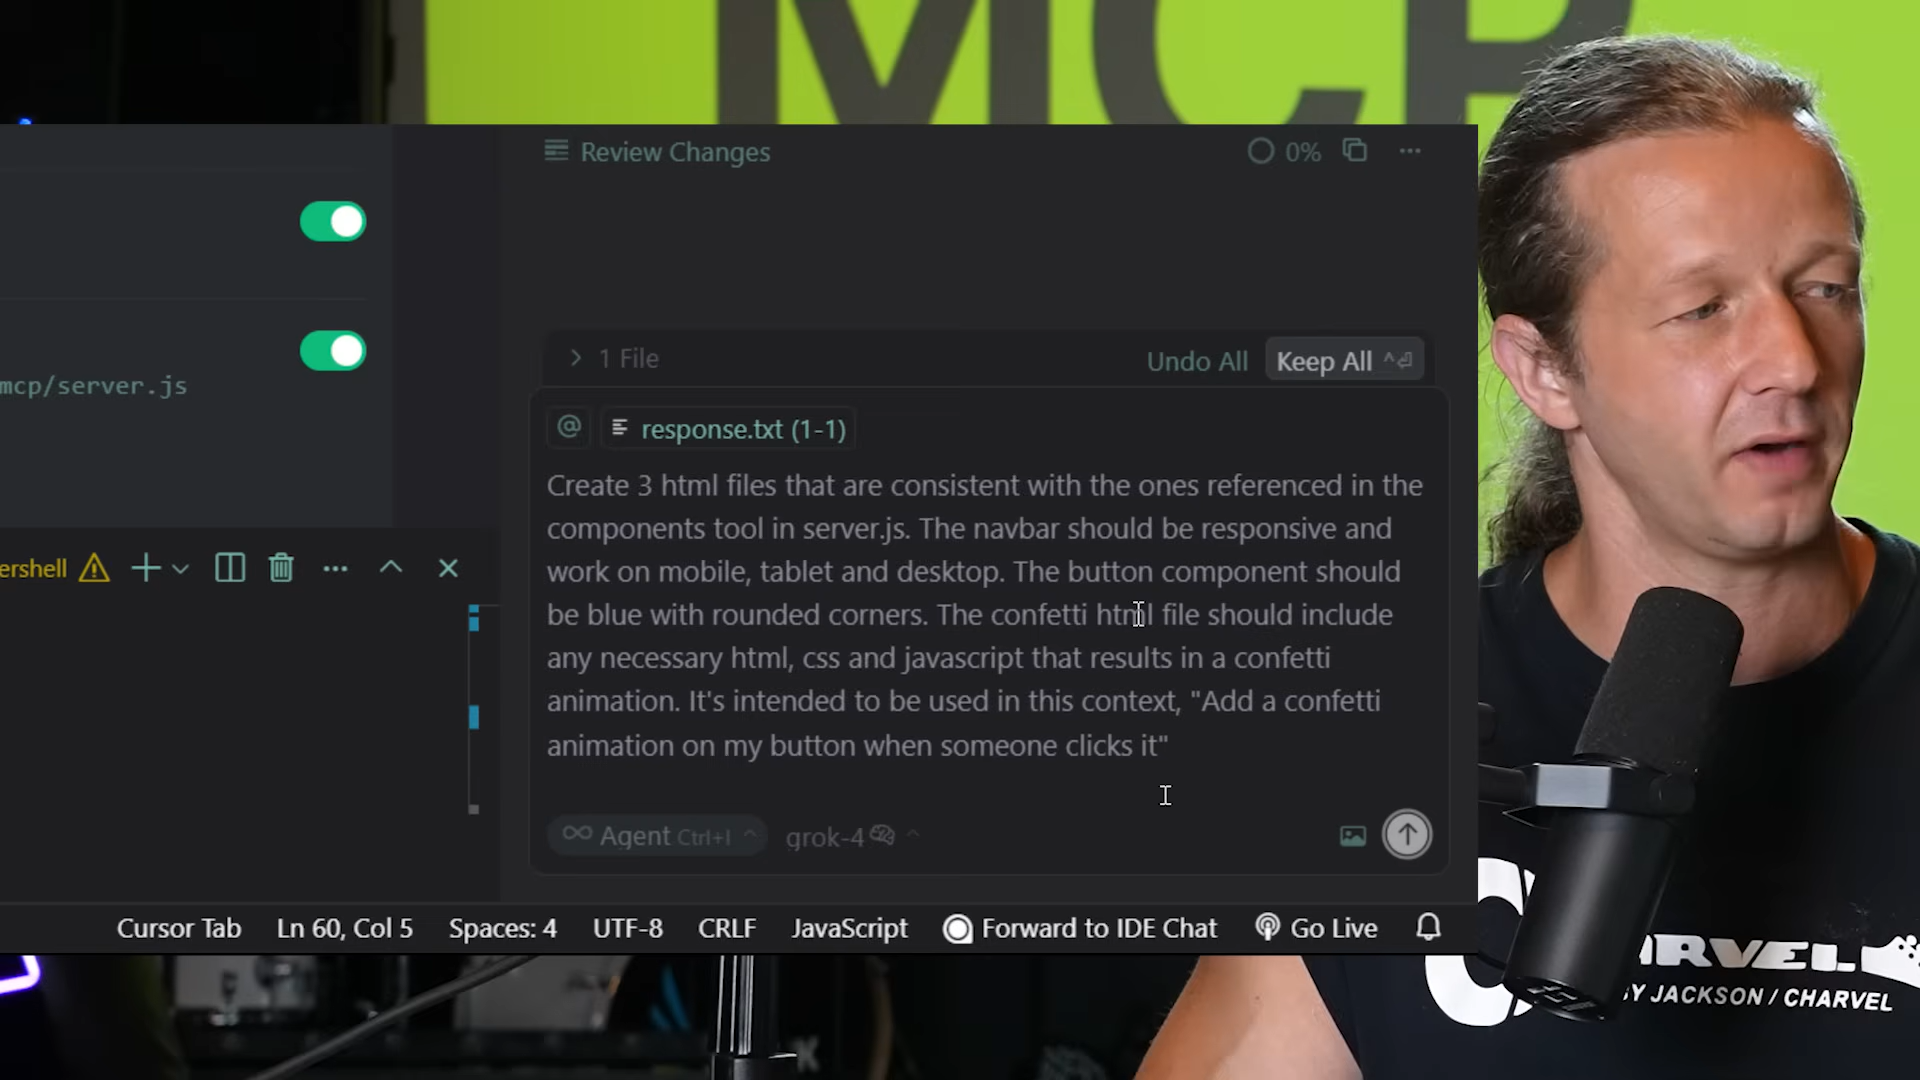 MCP
Review Changes
0%
1 File
Undo All
Keep All
mcp/server.js
@
response.txt (1-1)
Create 3 html files that are consistent with the ones referenced in the
components tool in server.js. The navbar should be responsive and
work on mobile, tablet and desktop. The button component should
be blue with rounded corners. The confetti html file should include
any necessary html, css and javascript that results in a confetti
animation. It's intended to be used in this context, "Add a confetti
animation on my button when someone clicks it"
ershell
Agent Ctrl+I
grok-4
Cursor Tab
Ln 60, Col 5
Spaces: 4
UTF-8
CRLF
JavaScript
Forward to IDE Chat
Go Live
ARVEL
BY JACKSON / CHARVEL
K